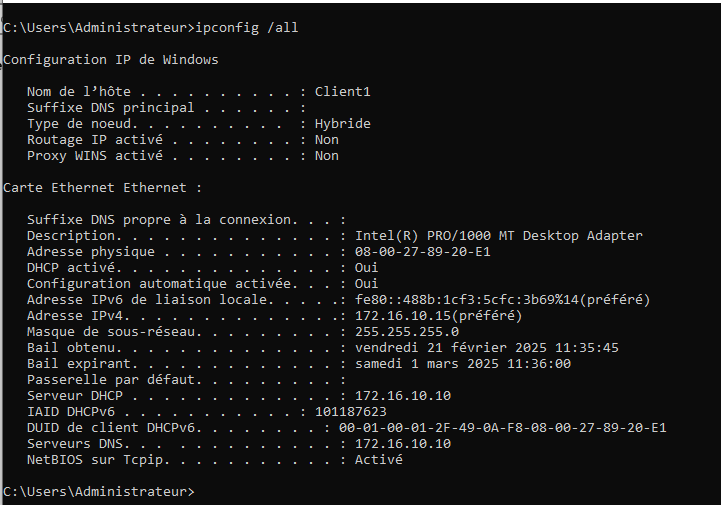 C:\Users\Administrateur>ipconfig /all
Configuration IP de Windows
Nom de l’hôte . . . . . . . . . . : Client1
Suffixe DNS principal . . . . . . :
Type de noeud. . . . . . . . . .  : Hybride
Routage IP activé . . . . . . . . : Non
Proxy WINS activé . . . . . . . . : Non
Carte Ethernet Ethernet :
Suffixe DNS propre à la connexion. . . :
Description. . . . . . . . . . . . . . : Intel(R) PRO/1000 MT Desktop Adapter
Adresse physique . . . . . . . . . . . : 08-00-27-89-20-E1
DHCP activé. . . . . . . . . . . . . . : Oui
Configuration automatique activée. . . : Oui
Adresse IPv6 de liaison locale. . . . .: fe80::488b:1cf3:5cfc:3b69%14(préféré)
Adresse IPv4. . . . . . . . . . . . . .: 172.16.10.15(préféré)
Masque de sous-réseau. . . . . . . . . : 255.255.255.0
Bail obtenu. . . . . . . . . . . . . . : vendredi 21 février 2025 11:35:45
Bail expirant. . . . . . . . . . . . . : samedi 1 mars 2025 11:36:00
Passerelle par défaut. . . . . . . . . :
Serveur DHCP . . . . . . . . . . . . . : 172.16.10.10
IAID DHCPv6 . . . . . . . . . . . : 101187623
DUID de client DHCPv6. . . . . . . . : 00-01-00-01-2F-49-0A-F8-08-00-27-89-20-E1
Serveurs DNS. . .  . . . . . . . . . . : 172.16.10.10
NetBIOS sur Tcpip. . . . . . . . . . . : Activé
C:\Users\Administrateur>